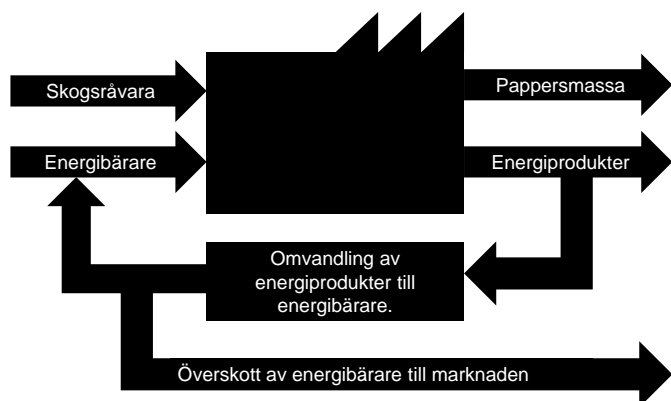 Skogsråvara
Pappersmassa
Energibärare
Energiprodukter
Omvandling av
energiprodukter till
energibärare.
Överskott av energibärare till marknaden